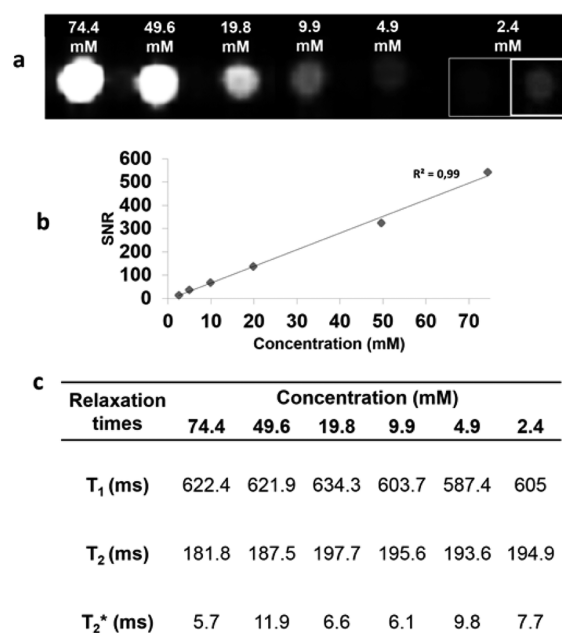 a
74.4 49.6 19.8 9.9 4.9 2.4
mM mM mM mM mM mM
b
600
500
400
300
200
100
0
SNR
R² = 0,99
0 10 20 30 40 50 60 70
Concentration (mM)
c
Relaxation times
Concentration (mM)
74.4 49.6 19.8 9.9 4.9 2.4
T₁ (ms) 622.4 621.9 634.3 603.7 587.4 605
T₂ (ms) 181.8 187.5 197.7 195.6 193.6 194.9
T₂* (ms) 5.7 11.9 6.6 6.1 9.8 7.7